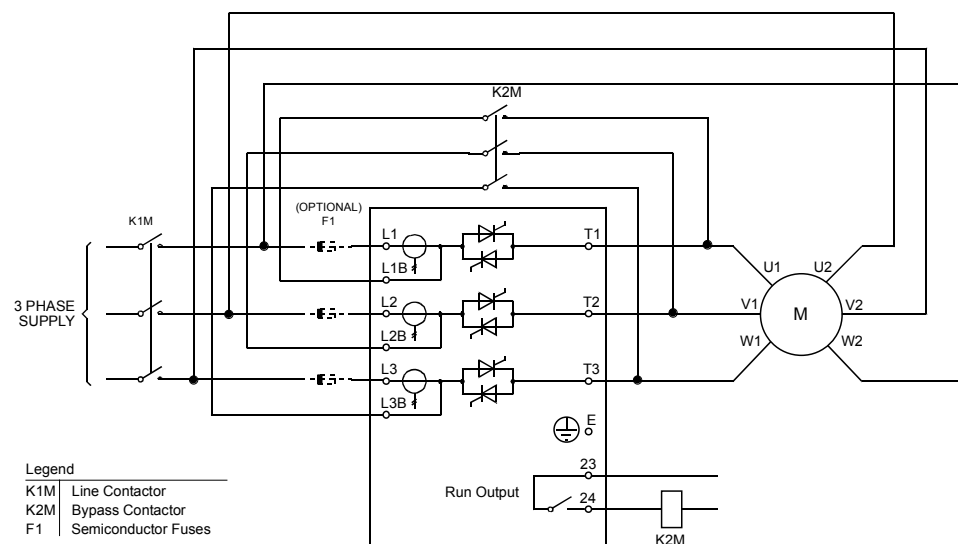 K2M
(OPTIONAL)
F1
K1M
L1
T1
L1B
U1
U2
3 PHASE
SUPPLY
L2
T2
V1
M
V2
L2B
W1
W2
L3
T3
L3B
E
Legend
K1M Line Contactor
K2M Bypass Contactor
F1 Semiconductor Fuses
23
Run Output
24
K2M